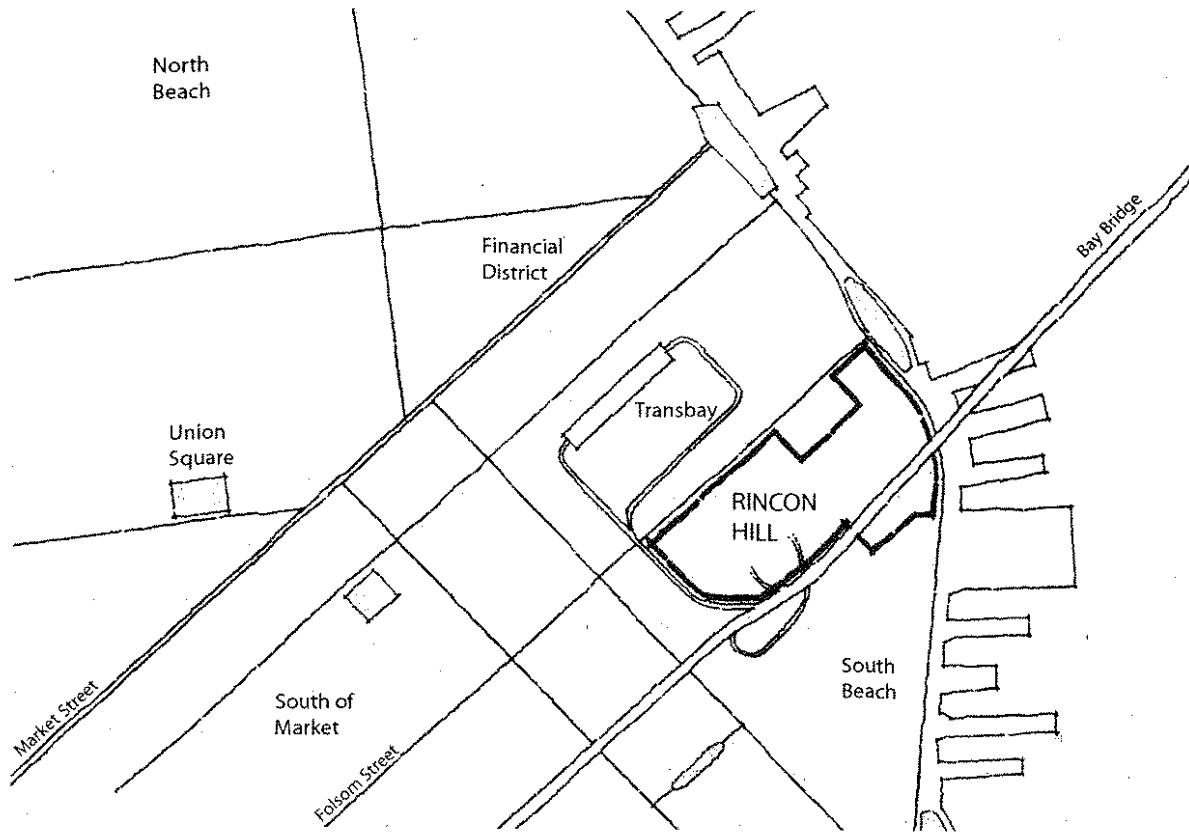 North
Beach
Financial
District
Bay Bridge
Transbay
Union
Square
RINCON
HILL
South
Beach
South of
Market
Market Street
Folsom Street